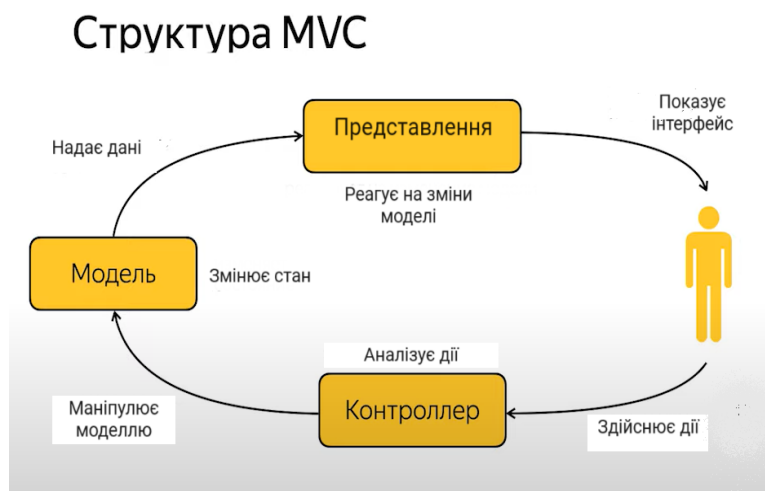 Структура MVC
Показує
інтерфейс
Представлення
Надає дані
Реагує на зміни
моделі
Модель
Змінює стан
Аналізує дії
Контроллер
Маніпулює
моделлю
Здійснює дії